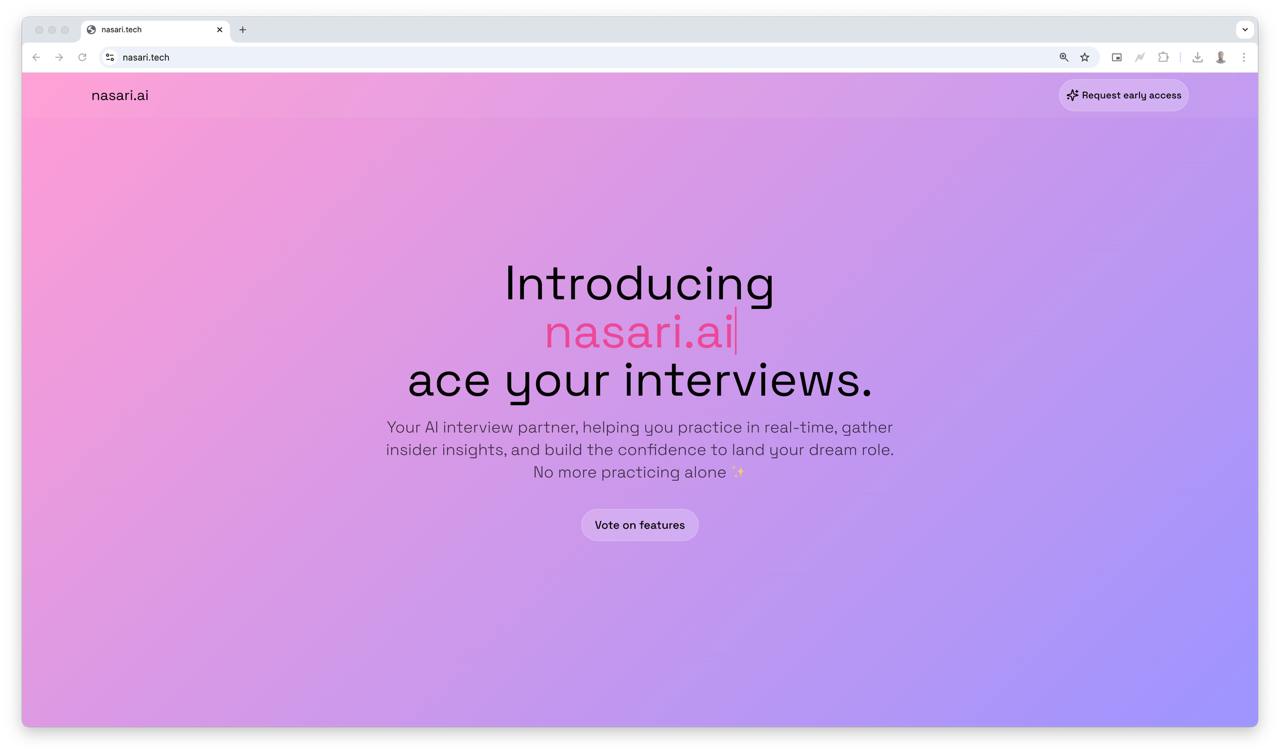 nasari.tech
nasari.tech
nasari.ai
Request early access
Introducing
nasari.ai
ace your interviews.
Your AI interview partner, helping you practice in real-time, gather
insider insights, and build the confidence to land your dream role.
No more practicing alone ✨
Vote on features